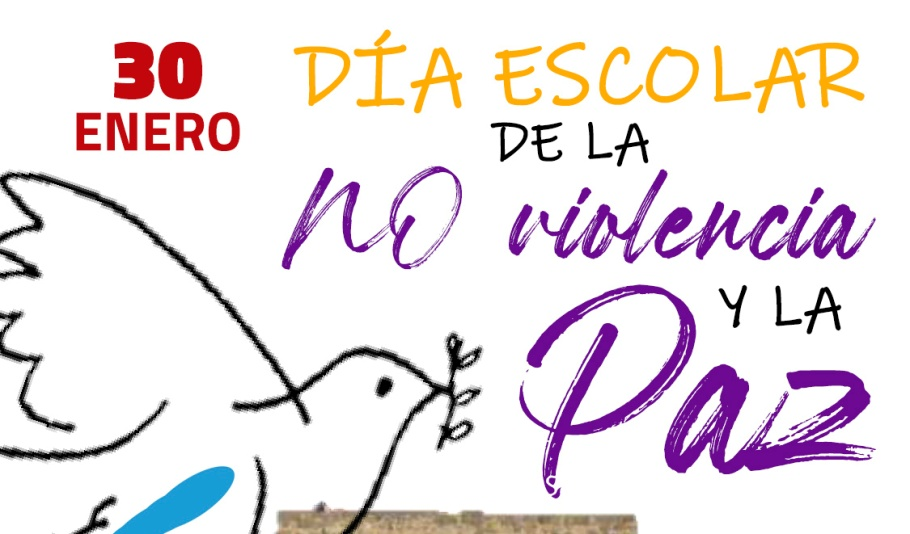 30
ENERO
DÍA ESCOLAR
DE LA
NO violencia
Y LA
Paz